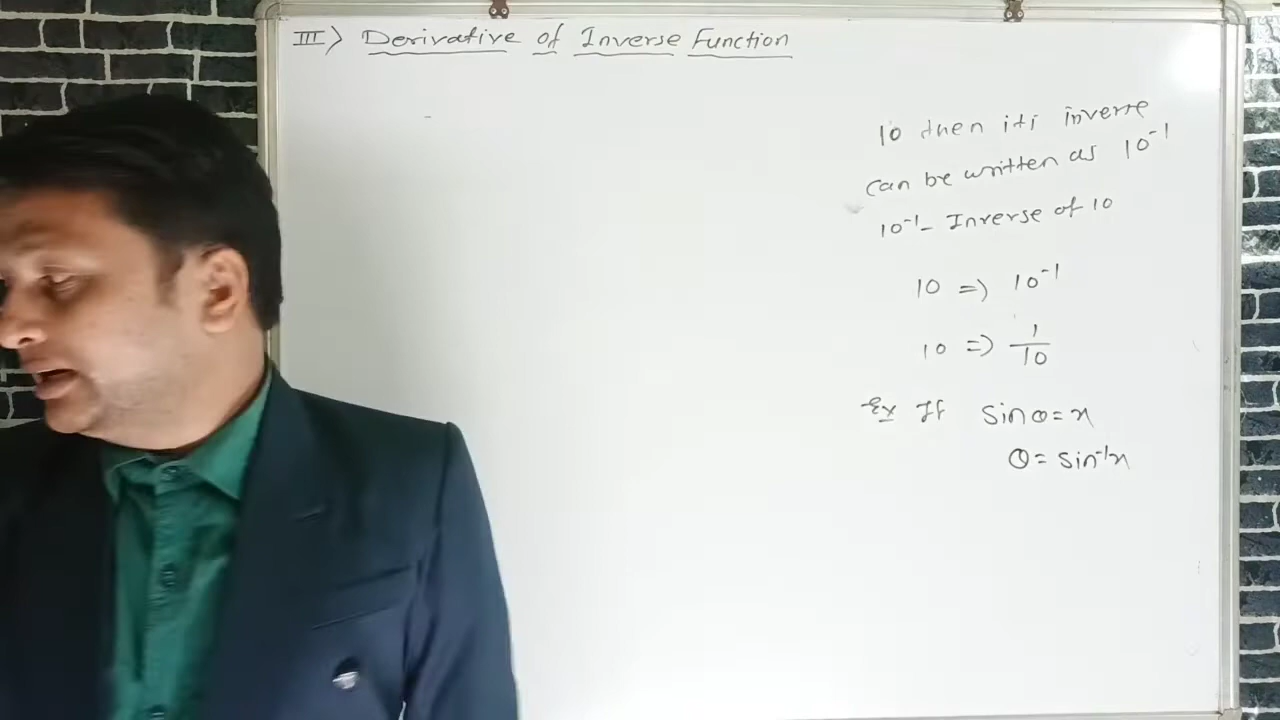 III) Derivative of Inverse Function
10 then its inverse
can be written as 10⁻¹
10⁻¹- Inverse of 10
10 => 10⁻¹
10 => 1/10
Ex If sinθ = x
θ = sin⁻¹x